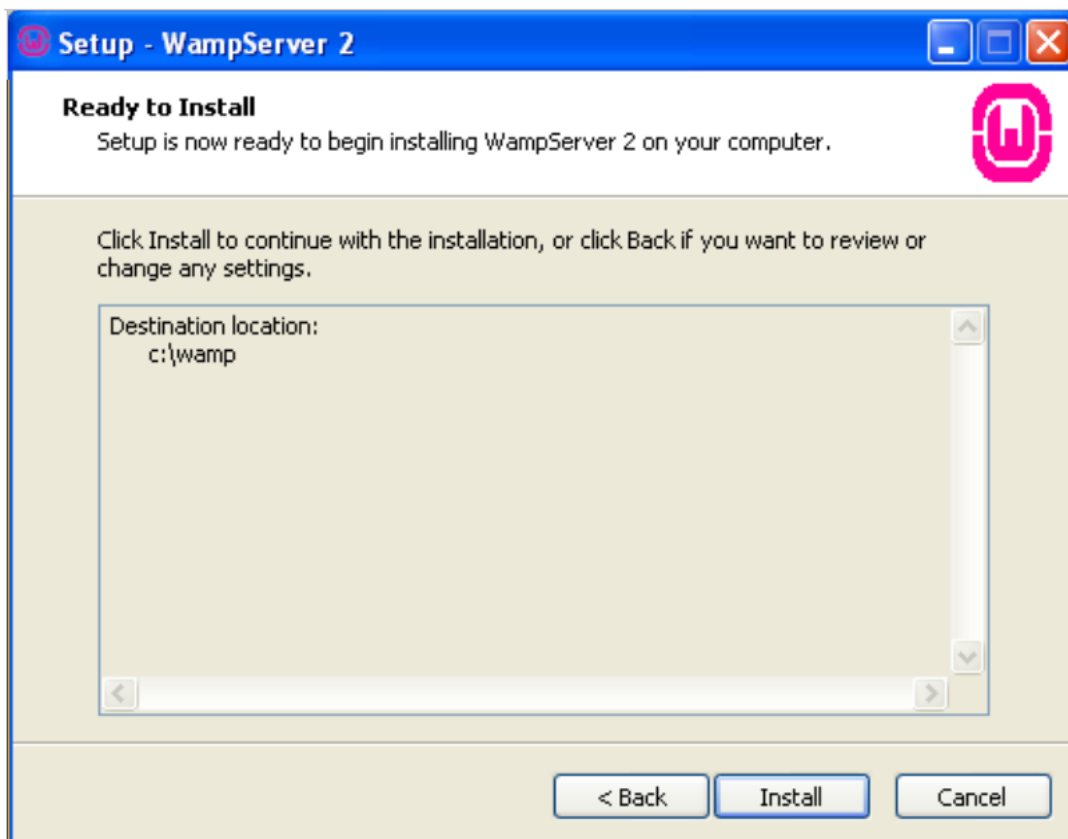 Setup - WampServer 2
Ready to Install
Setup is now ready to begin installing WampServer 2 on your computer.
Click Install to continue with the installation, or click Back if you want to review or
change any settings.
Destination location:
c:\wamp
< Back Install Cancel